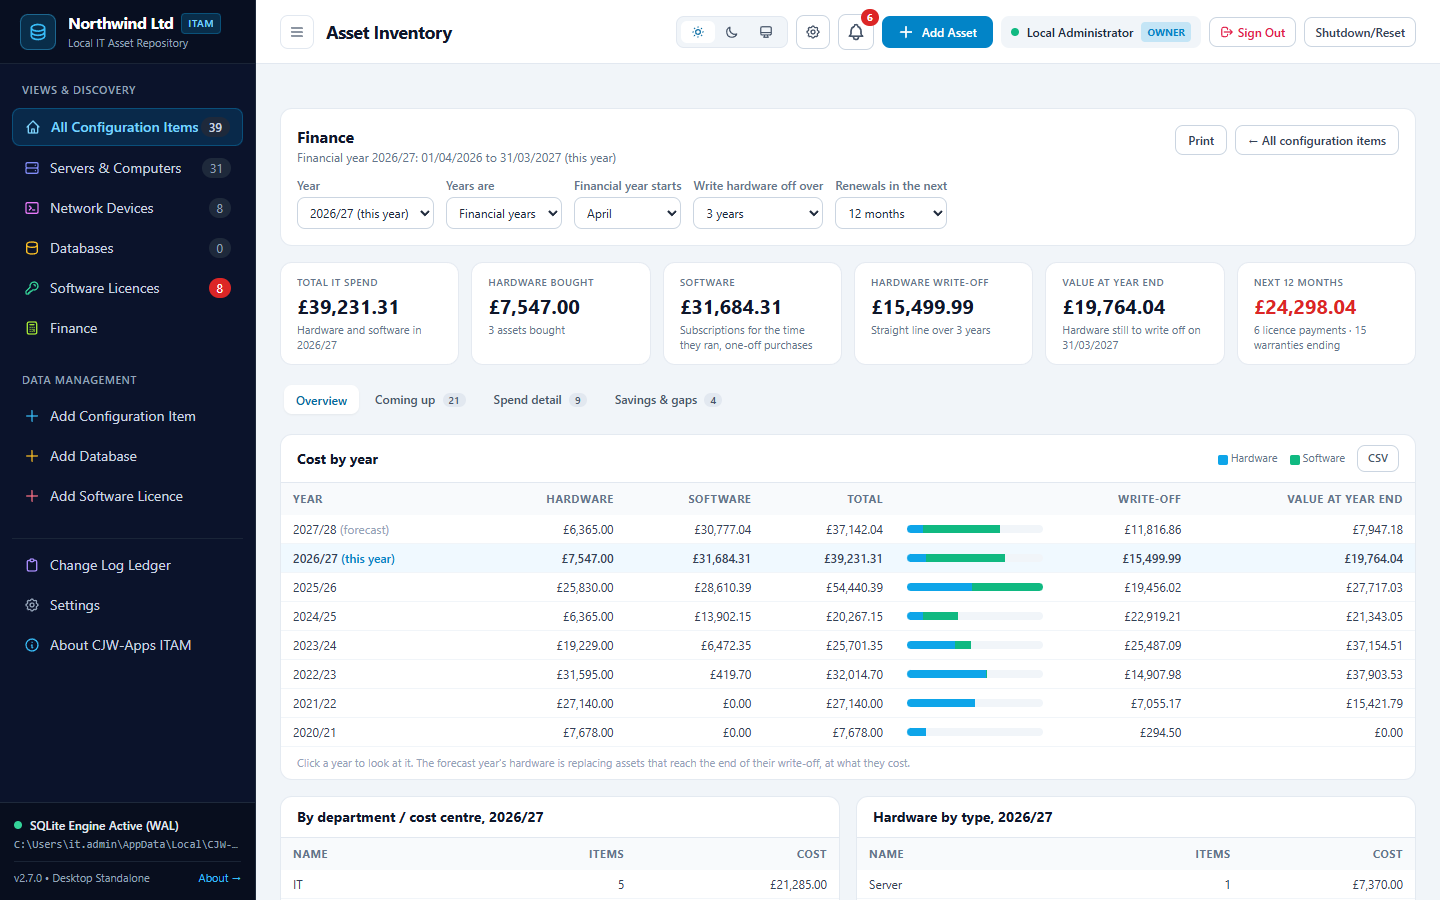 Northwind Ltd ITAM
Local IT Asset Repository
VIEWS & DISCOVERY
All Configuration Items 39
Servers & Computers 31
Network Devices 8
Databases 0
Software Licences 8
Finance
DATA MANAGEMENT
Add Configuration Item
Add Database
Add Software Licence
Change Log Ledger
Settings
About CJW-Apps ITAM
SQLite Engine Active (WAL)
C:\Users\it.admin\AppData\Local\CJW-…
v2.7.0 • Desktop Standalone About →
Asset Inventory
6
Add Asset
Local Administrator OWNER
Sign Out
Shutdown/Reset
Finance
Financial year 2026/27: 01/04/2026 to 31/03/2027 (this year)
Print
← All configuration items
Year Years are Financial year starts Write hardware off over Renewals in the next
2026/27 (this year) Financial years April 3 years 12 months
TOTAL IT SPEND
£39,231.31
Hardware and software in
2026/27
HARDWARE BOUGHT
£7,547.00
3 assets bought
SOFTWARE
£31,684.31
Subscriptions for the time
they ran, one-off purchases
HARDWARE WRITE-OFF
£15,499.99
Straight line over 3 years
VALUE AT YEAR END
£19,764.04
Hardware still to write off on
31/03/2027
NEXT 12 MONTHS
£24,298.04
6 licence payments · 15
warranties ending
Overview Coming up 21 Spend detail 9 Savings & gaps 4
Cost by year
Hardware Software CSV
YEAR HARDWARE SOFTWARE TOTAL WRITE-OFF VALUE AT YEAR END
2027/28 (forecast) £6,365.00 £30,777.04 £37,142.04 £11,816.86 £7,947.18
2026/27 (this year) £7,547.00 £31,684.31 £39,231.31 £15,499.99 £19,764.04
2025/26 £25,830.00 £28,610.39 £54,440.39 £19,456.02 £27,717.03
2024/25 £6,365.00 £13,902.15 £20,267.15 £22,919.21 £21,343.05
2023/24 £19,229.00 £6,472.35 £25,701.35 £25,487.09 £37,154.51
2022/23 £31,595.00 £419.70 £32,014.70 £14,907.98 £37,903.53
2021/22 £27,140.00 £0.00 £27,140.00 £7,055.17 £15,421.79
2020/21 £7,678.00 £0.00 £7,678.00 £294.50 £0.00
Click a year to look at it. The forecast year's hardware is replacing assets that reach the end of their write-off, at what they cost.
By department / cost centre, 2026/27
NAME ITEMS COST
IT 5 £21,285.00
Hardware by type, 2026/27
NAME ITEMS COST
Server 1 £7,370.00